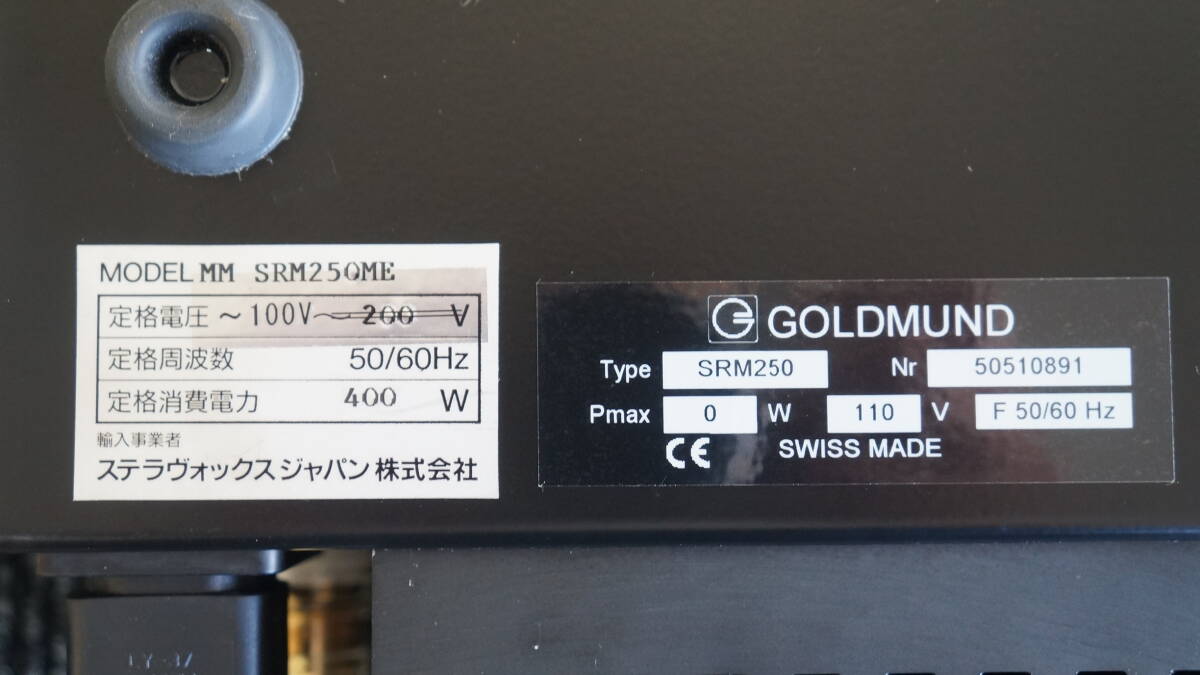 MODEL MM SRM250ME
定格電圧 ～100V～200 V
定格周波数 50/60Hz
定格消費電力 400 W
輸入事業者
ステラヴォックスジャパン株式会社
GOLDMUND
Type SRM250 Nr 50510891
Pmax 0 W 110 V F 50/60 Hz
CE SWISS MADE
LY-37